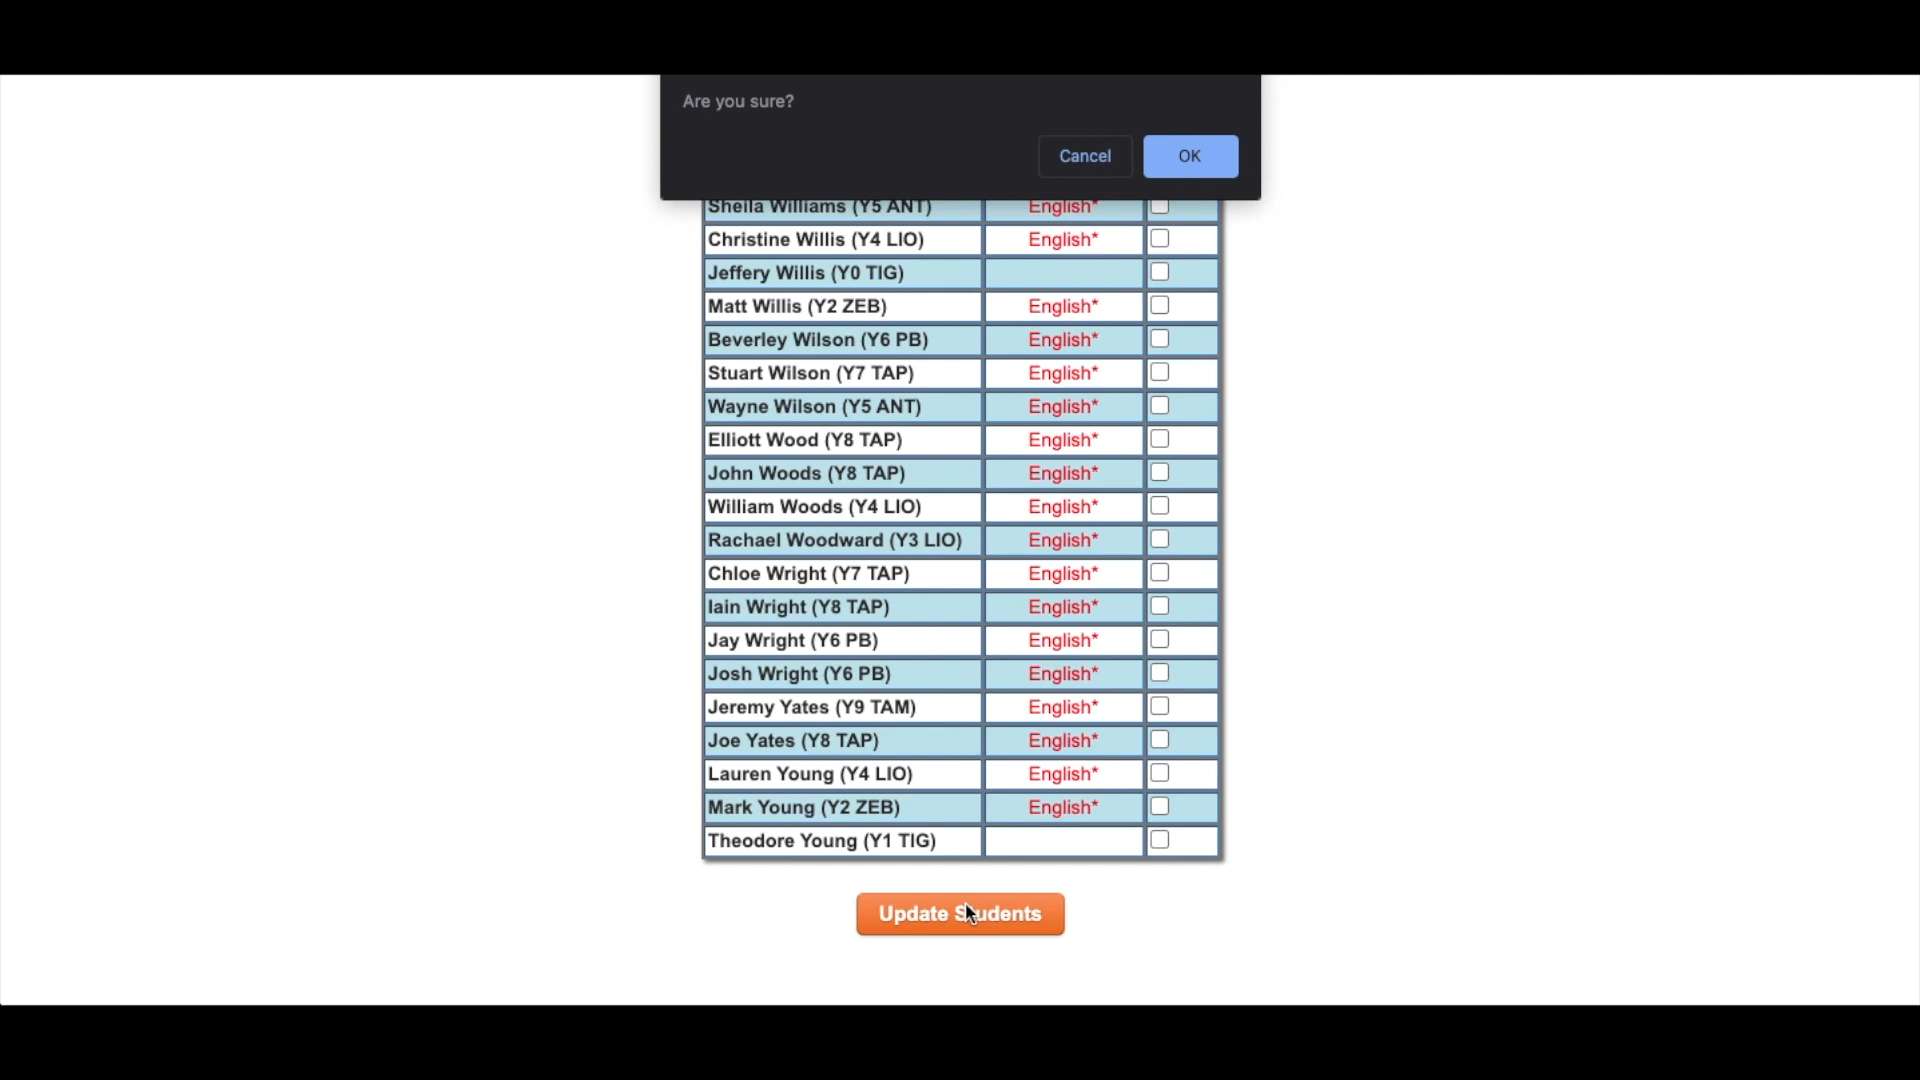 Are you sure?
Cancel OK
Sheila Williams (Y5 ANT) English*
Christine Willis (Y4 LIO) English*
Jeffery Willis (Y0 TIG)
Matt Willis (Y2 ZEB) English*
Beverley Wilson (Y6 PB) English*
Stuart Wilson (Y7 TAP) English*
Wayne Wilson (Y5 ANT) English*
Elliott Wood (Y8 TAP) English*
John Woods (Y8 TAP) English*
William Woods (Y4 LIO) English*
Rachael Woodward (Y3 LIO) English*
Chloe Wright (Y7 TAP) English*
Iain Wright (Y8 TAP) English*
Jay Wright (Y6 PB) English*
Josh Wright (Y6 PB) English*
Jeremy Yates (Y9 TAM) English*
Joe Yates (Y8 TAP) English*
Lauren Young (Y4 LIO) English*
Mark Young (Y2 ZEB) English*
Theodore Young (Y1 TIG)
Update Students